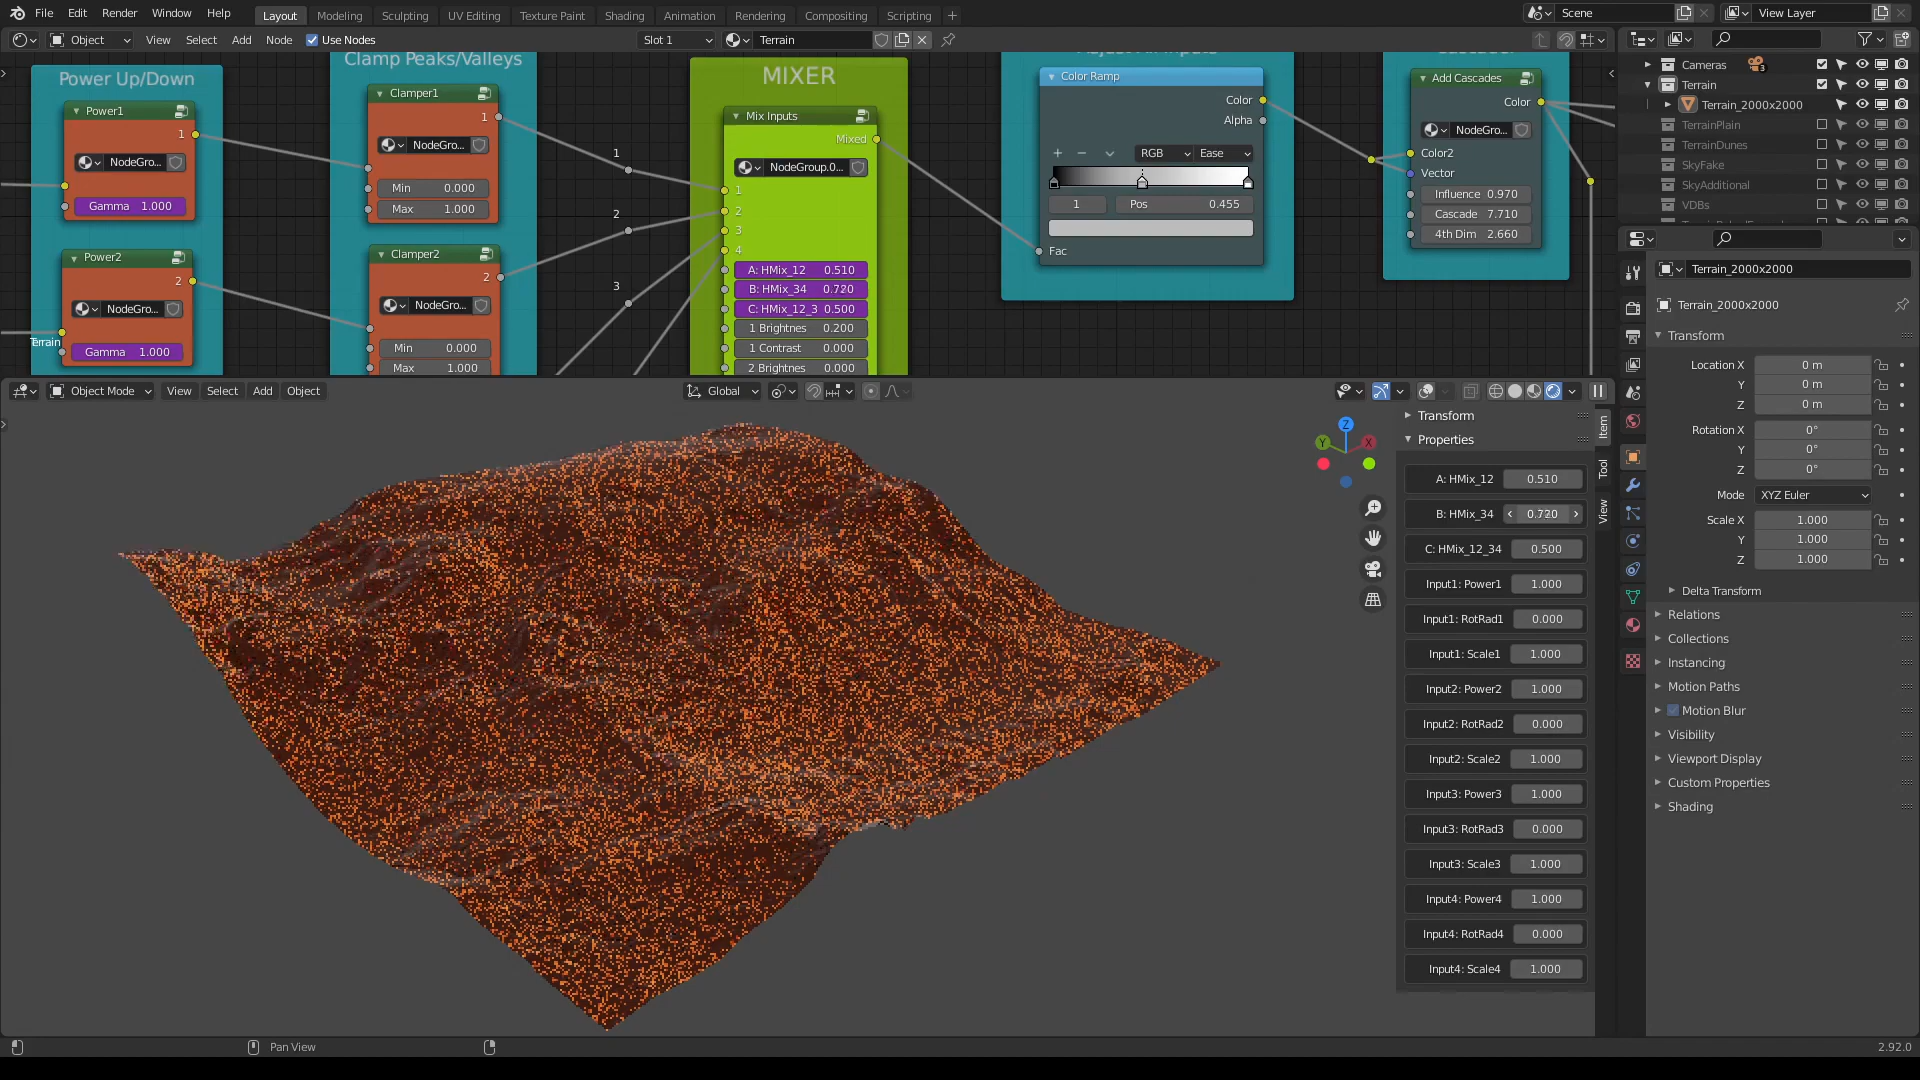 File Edit Render Window Help
Layout Modeling Sculpting UV Editing Texture Paint Shading Animation Rendering Compositing Scripting +
Scene
View Layer
Object View Select Add Node Use Nodes
Slot 1
Terrain
Power Up/Down
Power1
1
NodeGro...
Gamma 1.000
Power2
2
NodeGro...
Terrain
Gamma 1.000
Clamp Peaks/Valleys
Clamper1
1
NodeGro...
Min 0.000
Max 1.000
Clamper2
2
NodeGro...
Min 0.000
Max 1.000
1
2
3
MIXER
Mix Inputs
Mixed
NodeGroup.0...
1
2
3
4
A: HMix_12 0.510
B: HMix_34 0.720
C: HMix_12_3 0.500
1 Brightnes 0.200
1 Contrast 0.000
2 Brightnes 0.000
Color Ramp
Color
Alpha
+ − RGB Ease
1 Pos 0.455
Fac
Add Cascades
Color
NodeGro...
Color2
Vector
Influence 0.970
Cascade 7.710
4th Dim 2.660
Cameras 3
Terrain
Terrain_2000x2000
TerrainPlain
TerrainDunes
SkyFake
SkyAdditional
VDBs
Object Mode View Select Add Object
Global
Z
Y
X
Transform
Properties
A: HMix_12 0.510
B: HMix_34 0.720
C: HMix_12_34 0.500
Input1: Power1 1.000
Input1: RotRad1 0.000
Input1: Scale1 1.000
Input2: Power2 1.000
Input2: RotRad2 0.000
Input2: Scale2 1.000
Input3: Power3 1.000
Input3: RotRad3 0.000
Input3: Scale3 1.000
Input4: Power4 1.000
Input4: RotRad4 0.000
Input4: Scale4 1.000
Item
Tool
View
Terrain_2000x2000
Terrain_2000x2000
Transform
Location X 0 m
Y 0 m
Z 0 m
Rotation X 0°
Y 0°
Z 0°
Mode XYZ Euler
Scale X 1.000
Y 1.000
Z 1.000
Delta Transform
Relations
Collections
Instancing
Motion Paths
Motion Blur
Visibility
Viewport Display
Custom Properties
Shading
Pan View
2.92.0